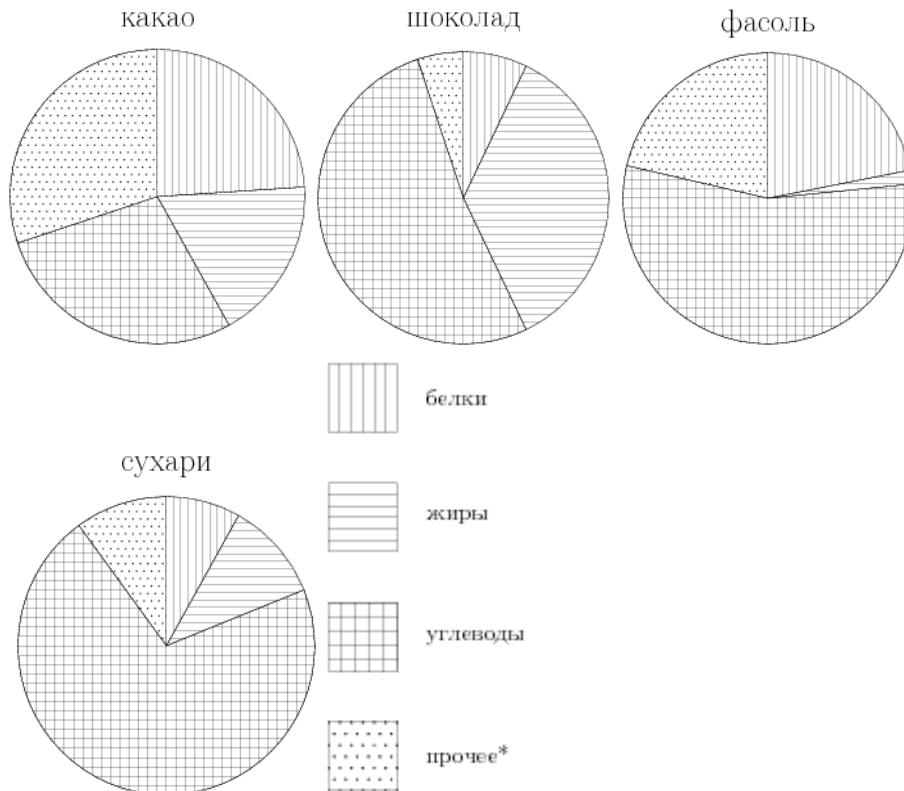 какао
шоколад
фасоль
белки
сухари
жиры
углеводы
прочее*